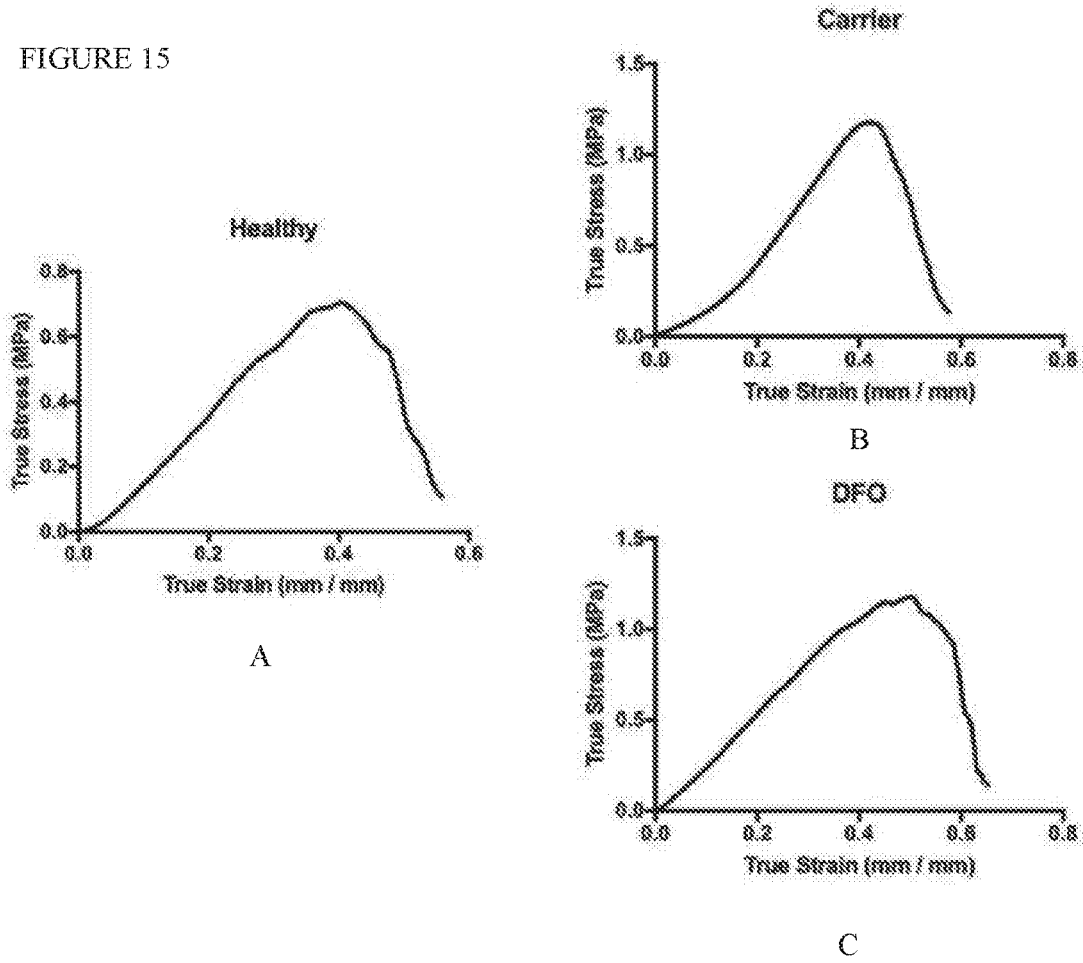 FIGURE 15
Healthy
True Stress (MPa)
0.8
0.6
0.4
0.2
0.0
0.0 0.2 0.4 0.6
True Strain (mm / mm)
A
Carrier
True Stress (MPa)
1.5
1.0
0.5
0.0
0.0 0.2 0.4 0.6 0.8
True Strain (mm / mm)
B
DFO
True Stress (MPa)
1.5
1.0
0.5
0.0
0.0 0.2 0.4 0.6 0.8
True Strain (mm / mm)
C